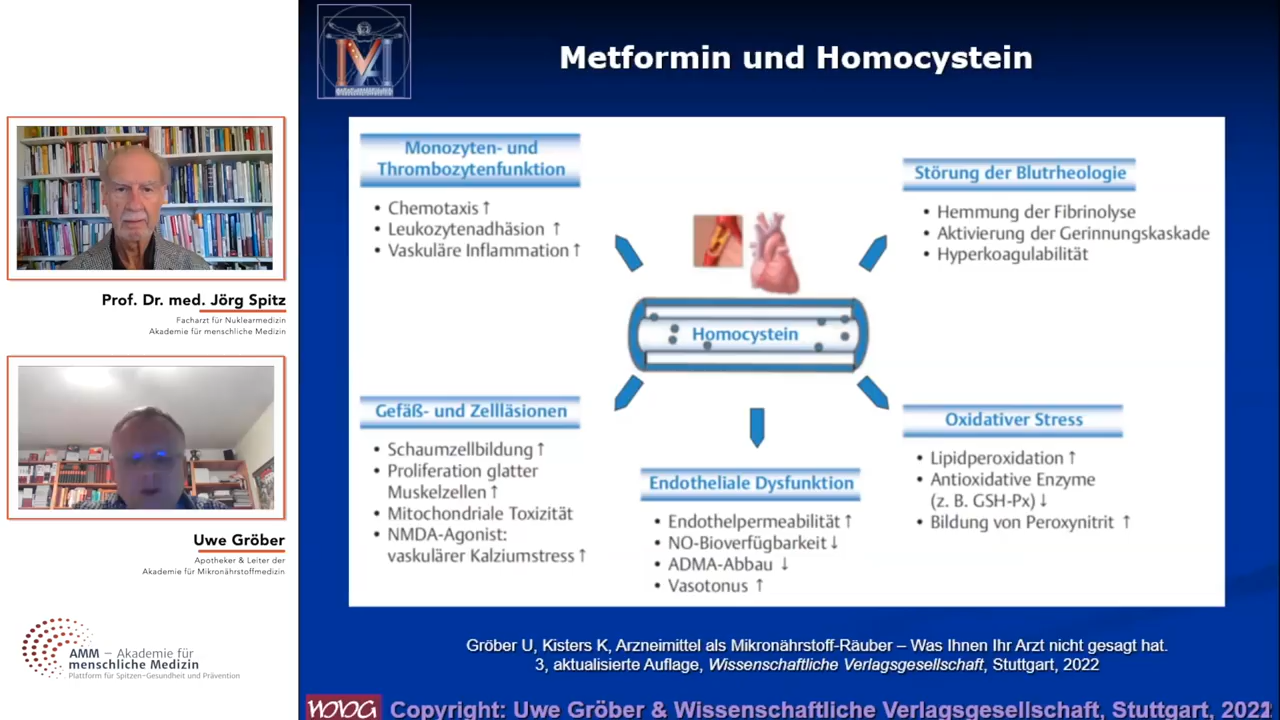 Metformin und Homocystein
Prof. Dr. med. Jörg Spitz
Facharzt für Nuklearmedizin
Akademie für menschliche Medizin
Uwe Gröber
Apotheker & Leiter der
Akademie für Mikronährstoffmedizin
AMM – Akademie für
menschliche Medizin
Plattform für Spitzen-Gesundheit und Prävention
Monozyten- und
Thrombozytenfunktion
• Chemotaxis ↑
• Leukozytenadhäsion ↑
• Vaskuläre Inflammation ↑
Störung der Blutrheologie
• Hemmung der Fibrinolyse
• Aktivierung der Gerinnungskaskade
• Hyperkoagulabilität
Homocystein
Gefäß- und Zellläsionen
• Schaumzellbildung ↑
• Proliferation glatter
Muskelzellen ↑
• Mitochondriale Toxizität
• NMDA-Agonist:
vaskulärer Kalziumstress ↑
Endotheliale Dysfunktion
• Endothelpermeabilität ↑
• NO-Bioverfügbarkeit ↓
• ADMA-Abbau ↓
• Vasotonus ↑
Oxidativer Stress
• Lipidperoxidation ↑
• Antioxidative Enzyme
(z. B. GSH-Px) ↓
• Bildung von Peroxynitrit ↑
Gröber U, Kisters K, Arzneimittel als Mikronährstoff-Räuber – Was Ihnen Ihr Arzt nicht gesagt hat.
3, aktualisierte Auflage, Wissenschaftliche Verlagsgesellschaft, Stuttgart, 2022
Copyright: Uwe Gröber & Wissenschaftliche Verlagsgesellschaft, Stuttgart, 2021